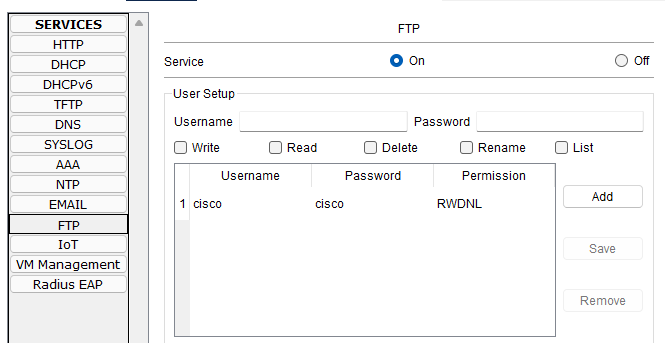 SERVICES
HTTP
DHCP
DHCPv6
TFTP
DNS
SYSLOG
AAA
NTP
EMAIL
FTP
IoT
VM Management
Radius EAP
FTP
Service On Off
User Setup
Username Password
Write Read Delete Rename List
Username Password Permission
1 cisco cisco RWDNL
Add
Save
Remove